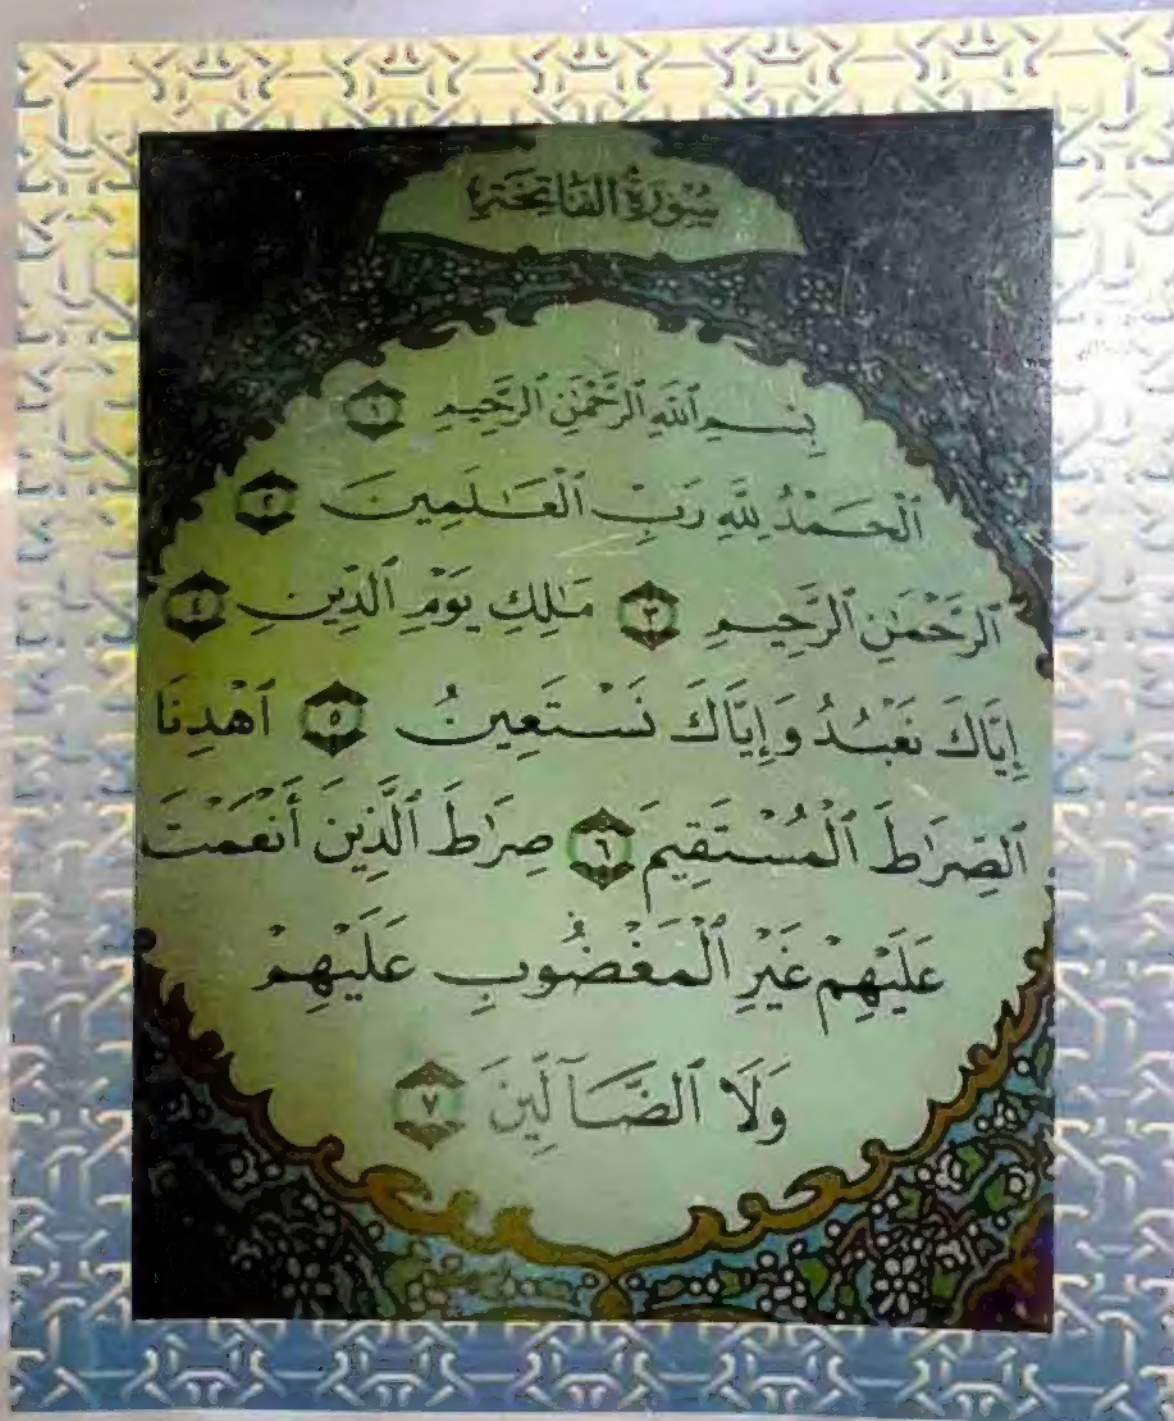 سُورَةُ الفَاتِحَةِ
بِسْمِ ٱللَّهِ ٱلرَّحْمَٰنِ ٱلرَّحِيمِ ١
ٱلْحَمْدُ لِلَّهِ رَبِّ ٱلْعَٰلَمِينَ ٢
ٱلرَّحْمَٰنِ ٱلرَّحِيمِ ٣ مَٰلِكِ يَوْمِ ٱلدِّينِ ٤
إِيَّاكَ نَعْبُدُ وَإِيَّاكَ نَسْتَعِينُ ٥ ٱهْدِنَا
ٱلصِّرَٰطَ ٱلْمُسْتَقِيمَ ٦ صِرَٰطَ ٱلَّذِينَ أَنْعَمْتَ
عَلَيْهِمْ غَيْرِ ٱلْمَغْضُوبِ عَلَيْهِمْ
وَلَا ٱلضَّآلِّينَ ٧